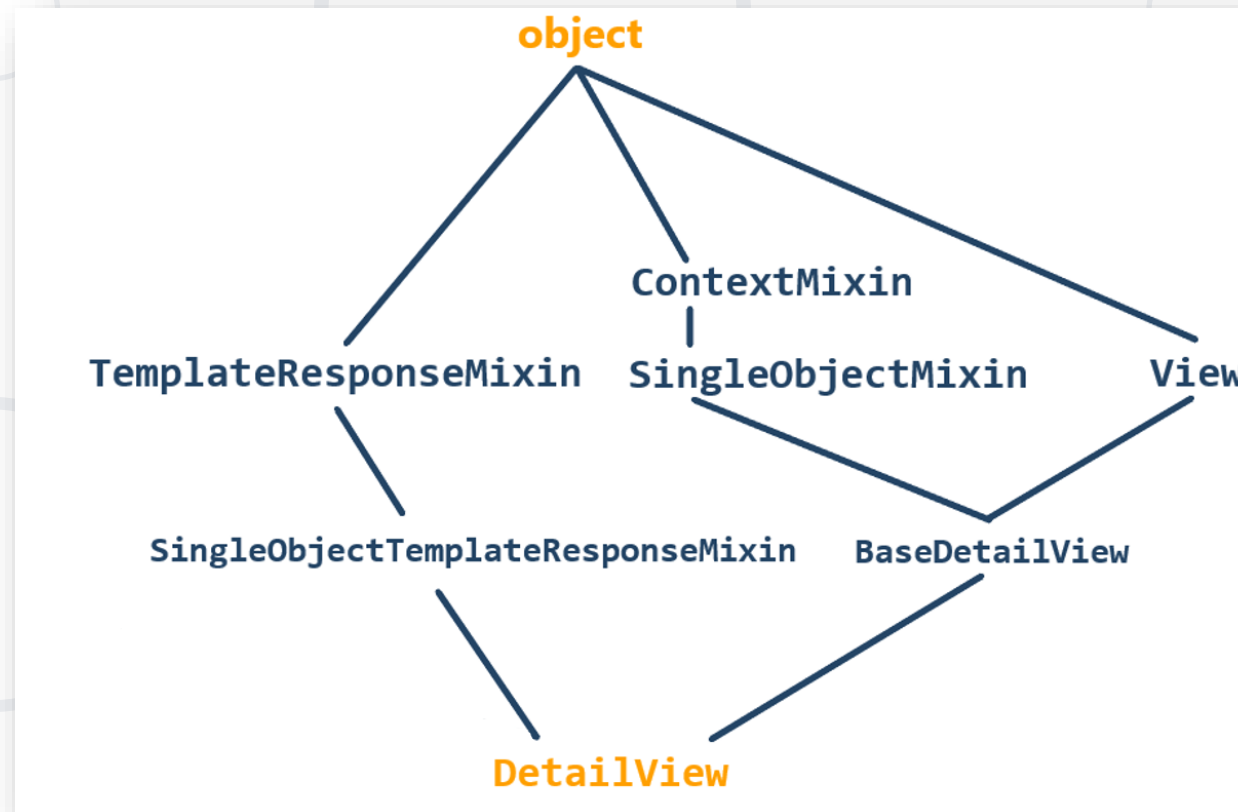 object
ContextMixin
TemplateResponseMixin SingleObjectMixin View
SingleObjectTemplateResponseMixin BaseDetailView
DetailView